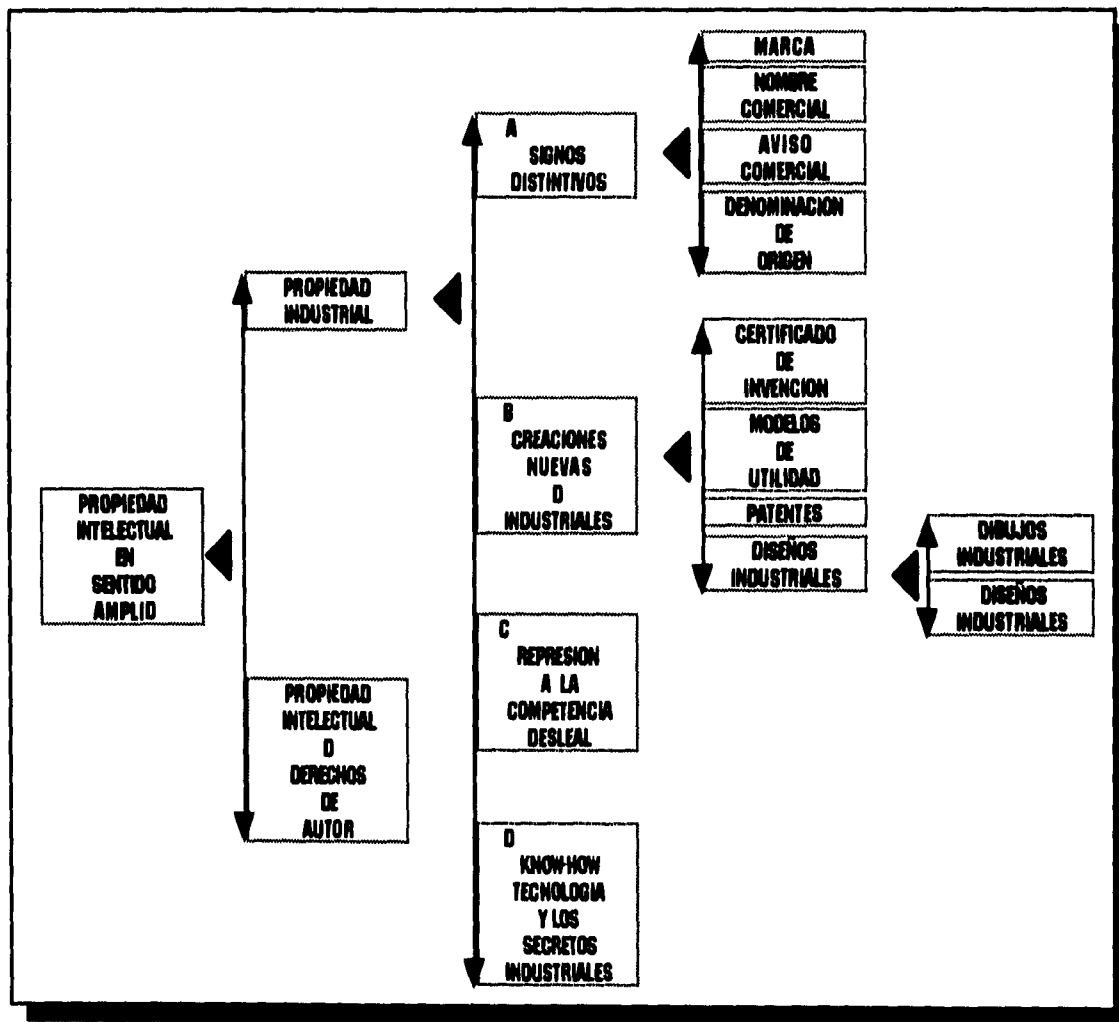 PROPIEDAD
INTELECTUAL
EN
SENTIDO
AMPLIO
PROPIEDAD
INDUSTRIAL
PROPIEDAD
INTELECTUAL
O
DERECHOS
DE
AUTOR
A
SIGNOS
DISTINTIVOS
B
CREACIONES
NUEVAS
O
INDUSTRIALES
C
REPRESION
A LA
COMPETENCIA
DESLEAL
D
KNOW-HOW
TECNOLOGIA
Y LOS
SECRETOS
INDUSTRIALES
MARCA
NOMBRE
COMERCIAL
AVISO
COMERCIAL
DENOMINACION
DE
ORIGEN
CERTIFICADO
DE
INVENCION
MODELOS
DE
UTILIDAD
PATENTES
DISEÑOS
INDUSTRIALES
DIBUJOS
INDUSTRIALES
DISEÑOS
INDUSTRIALES